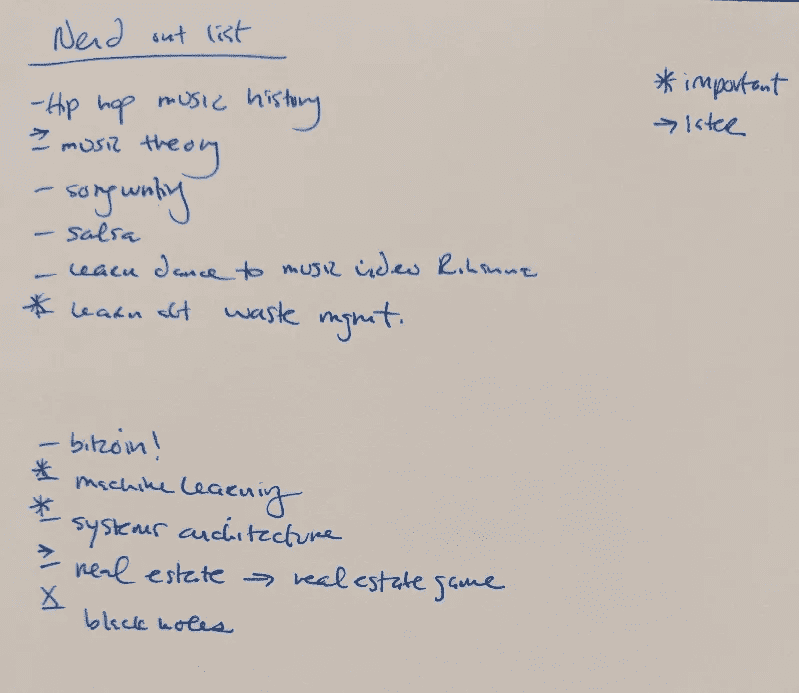 Nerd out list
* important
→ later
- Hip hop music history
→ music theory
- songwriting
- salsa
- learn dance to music video Rihanna
* learn abt waste mgmt.
- bitcoin!
* machine learning
* systems architecture
→ real estate → real estate game
X black holes